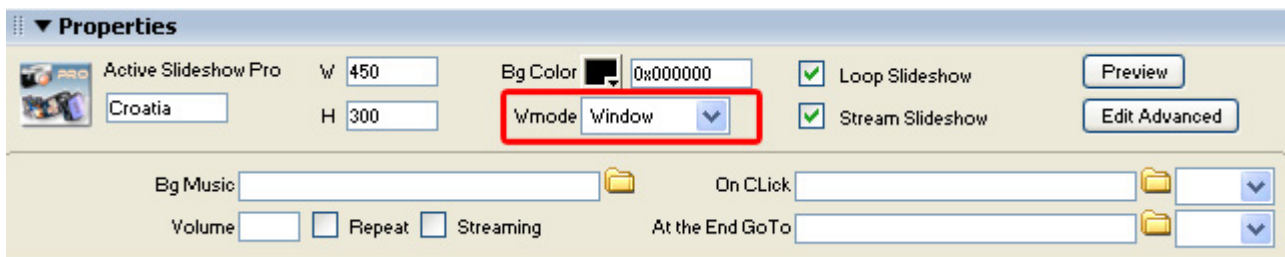 Properties
PRO
Active Slideshow Pro W 450 Bg Color 0x000000 Loop Slideshow Preview
Croatia H 300 Wmode Window Stream Slideshow Edit Advanced
Bg Music On CLick
Volume Repeat Streaming At the End GoTo